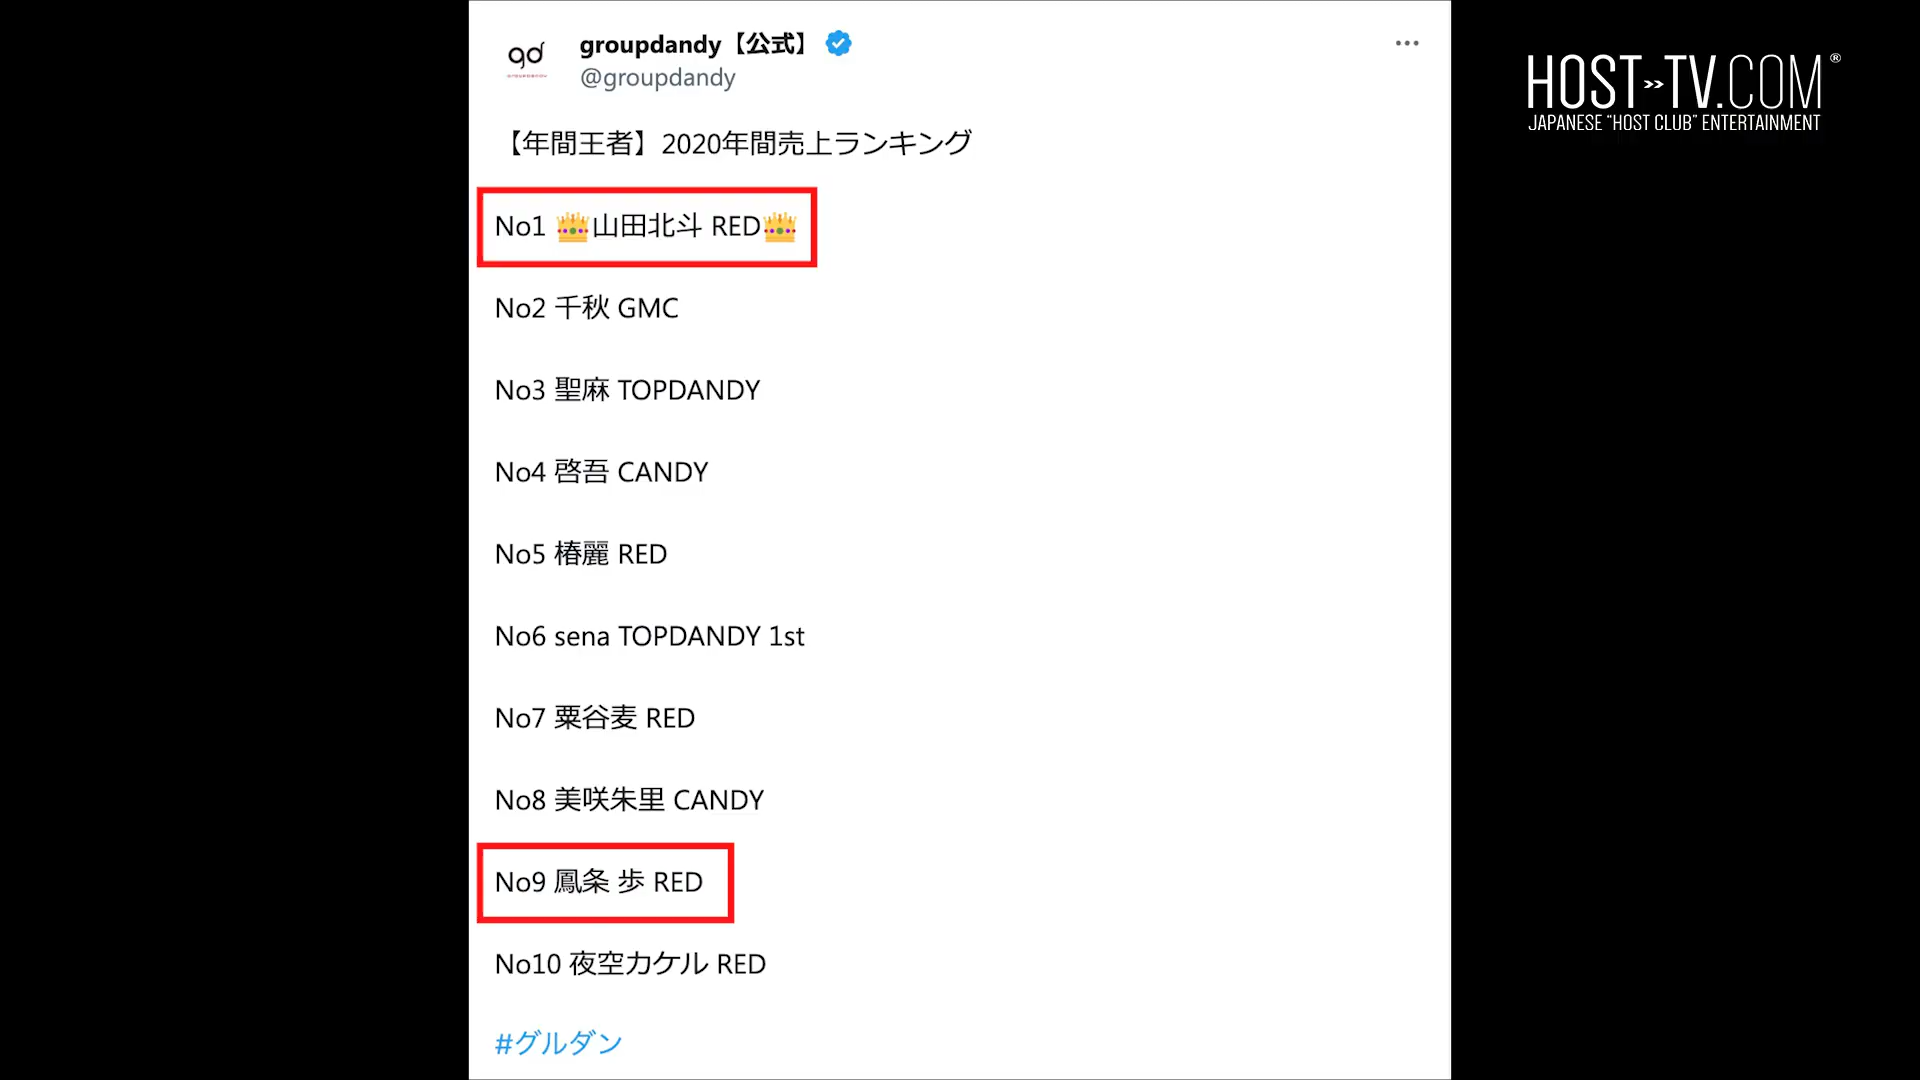 gd
groupdandy【公式】
@groupdandy
HOST»TV.COM®
JAPANESE "HOST CLUB" ENTERTAINMENT
【年間王者】2020年間売上ランキング
No1 👑山田北斗 RED👑
No2 千秋 GMC
No3 聖麻 TOPDANDY
No4 啓吾 CANDY
No5 椿麗 RED
No6 sena TOPDANDY 1st
No7 粟谷麦 RED
No8 美咲朱里 CANDY
No9 鳳条 歩 RED
No10 夜空カケル RED
#グルダン